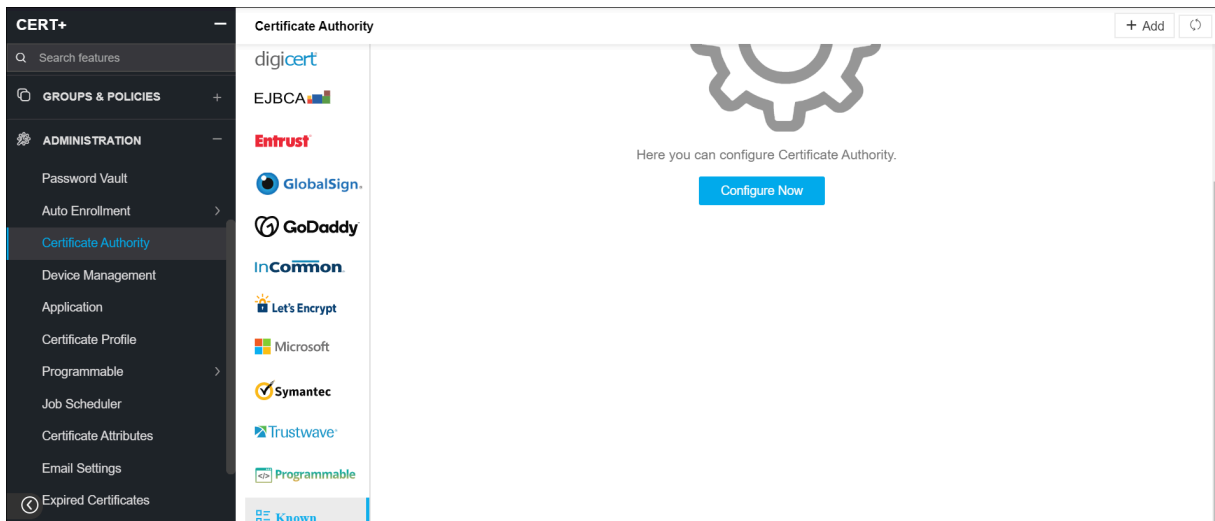 CERT+
Search features
GROUPS & POLICIES
ADMINISTRATION
Password Vault
Auto Enrollment
Certificate Authority
Device Management
Application
Certificate Profile
Programmable
Job Scheduler
Certificate Attributes
Email Settings
Expired Certificates
Certificate Authority
+ Add
digicert
EJBCA
Entrust
GlobalSign.
GoDaddy
InCommon.
Let's Encrypt
Microsoft
Symantec
Trustwave
</> Programmable
Known
Here you can configure Certificate Authority.
Configure Now